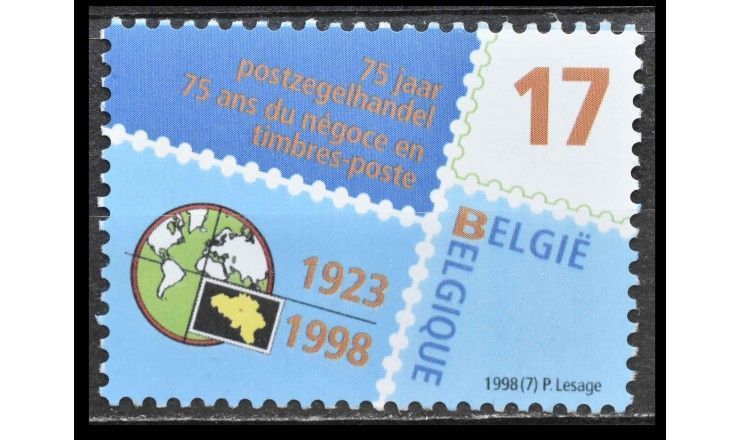 75 jaar
postzegelhandel
75 ans du négoce en
timbres-poste
17
BELGIË
BELGIQUE
1923
1998
1998 (7) P. Lesage